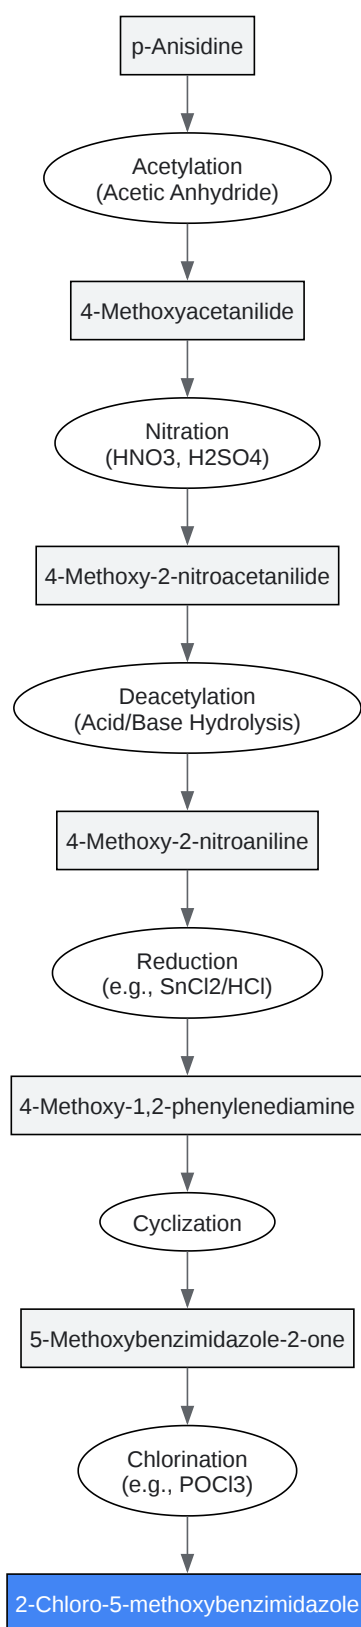 p-Anisidine
Acetylation
(Acetic Anhydride)
4-Methoxyacetanilide
Nitration
(HNO3, H2SO4)
4-Methoxy-2-nitroacetanilide
Deacetylation
(Acid/Base Hydrolysis)
4-Methoxy-2-nitroaniline
Reduction
(e.g., SnCl2/HCl)
4-Methoxy-1,2-phenylenediamine
Cyclization
5-Methoxybenzimidazole-2-one
Chlorination
(e.g., POCl3)
2-Chloro-5-methoxybenzimidazole